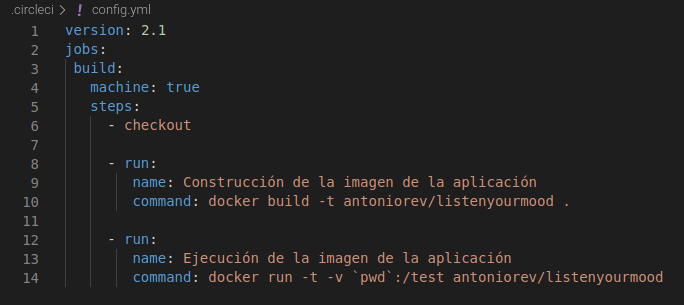 .circleci > ! config.yml
1 version: 2.1
2 jobs:
3  build:
4   machine: true
5   steps:
6     - checkout
7
8     - run:
9        name: Construcción de la imagen de la aplicación
10        command: docker build -t antoniorev/listenyourmood .
11
12     - run:
13        name: Ejecución de la imagen de la aplicación
14        command: docker run -t -v `pwd`:/test antoniorev/listenyourmood